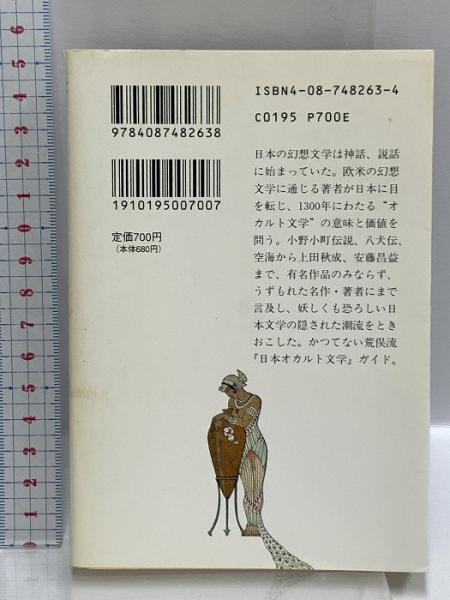 ISBN4-08-748263-4
C0195 P700E
9784087482638
1910195007007
定価700円
(本体680円)
日本の幻想文学は神話、説話
に始まっていた。欧米の幻想
文学に通じる著者が日本に目
を転じ、1300年にわたる“オ
カルト文学”の意味と価値を
問う。小野小町伝説、八犬伝、
空海から上田秋成、安藤昌益
まで、有名作品のみならず、
うずもれた名作・著者にまで
言及し、妖しくも恐ろしい日
本文学の隠された潮流をとき
おこした。かつてない荒俣流
『日本オカルト文学』ガイド。